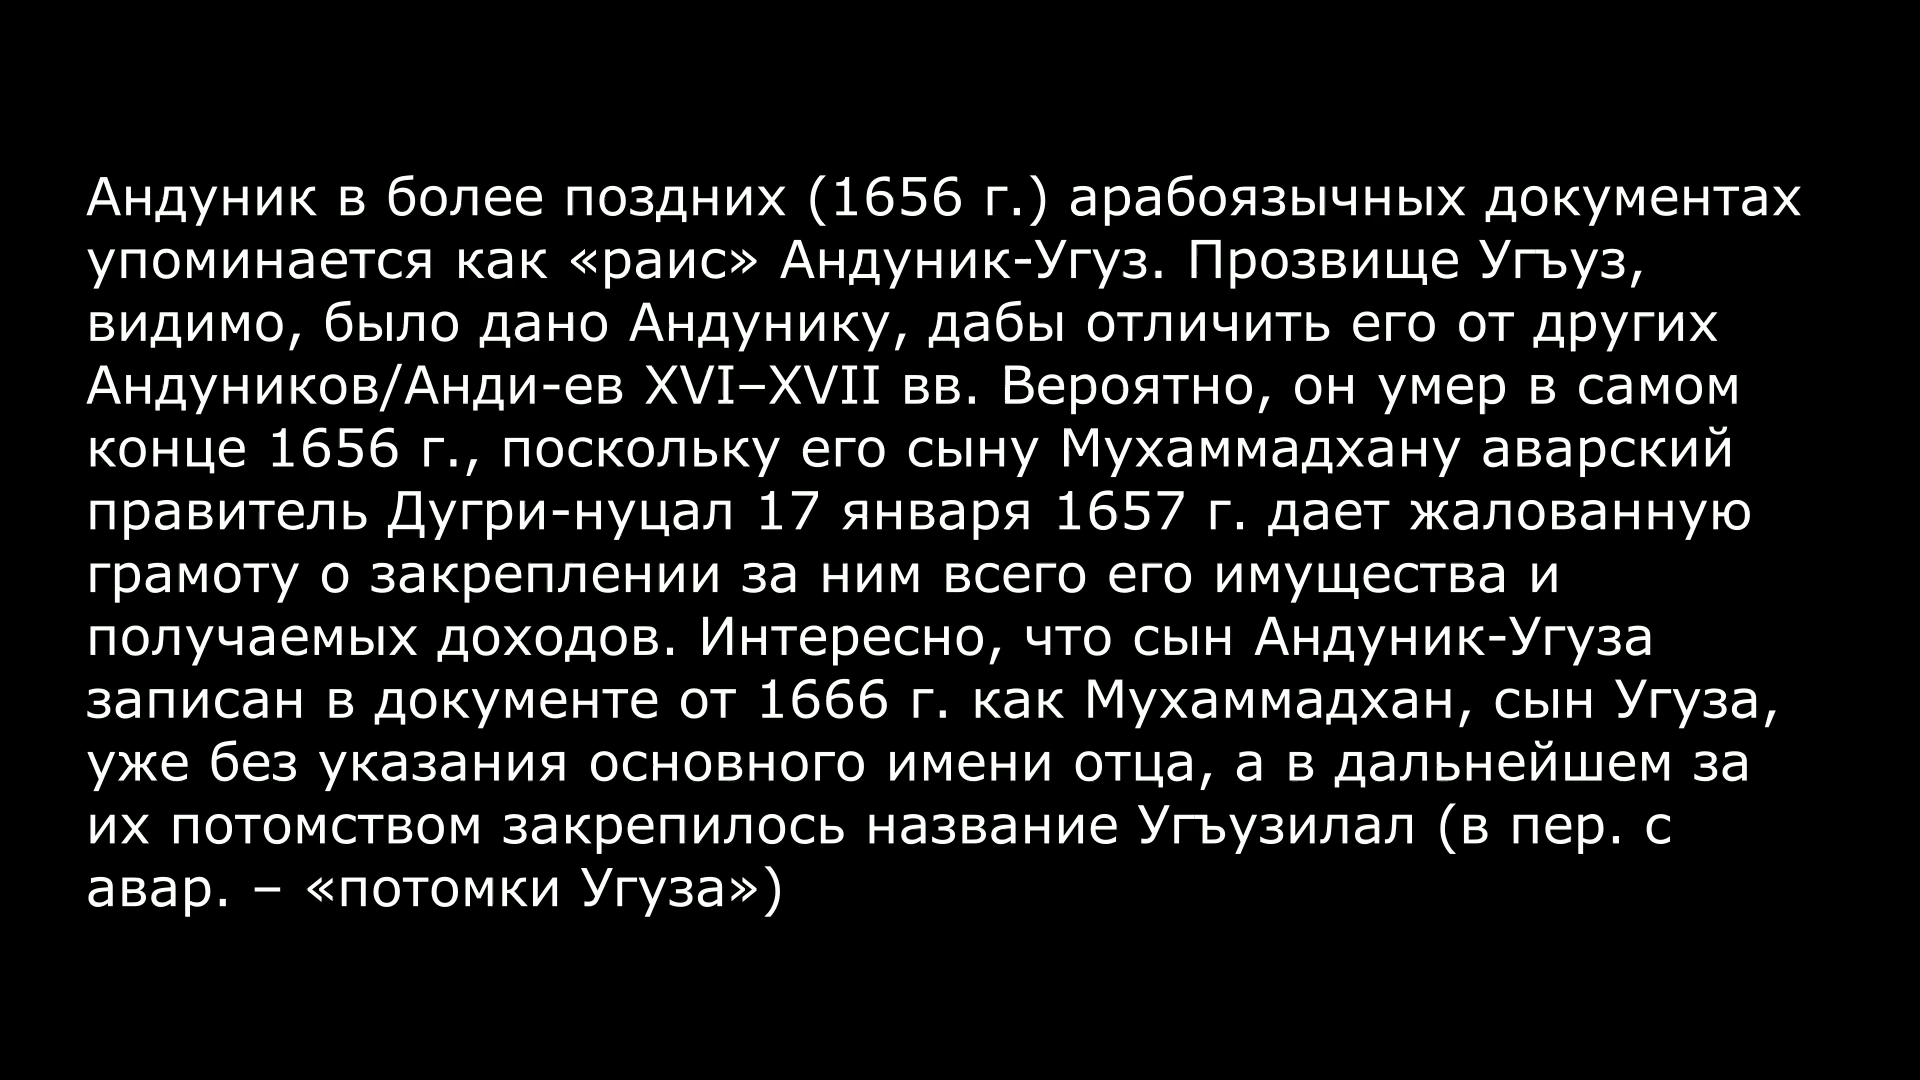 Андуник в более поздних (1656 г.) арабоязычных документах
упоминается как «раис» Андуник-Угуз. Прозвище Угъуз,
видимо, было дано Андунику, дабы отличить его от других
Андуников/Анди-ев XVI–XVII вв. Вероятно, он умер в самом
конце 1656 г., поскольку его сыну Мухаммадхану аварский
правитель Дугри-нуцал 17 января 1657 г. дает жалованную
грамоту о закреплении за ним всего его имущества и
получаемых доходов. Интересно, что сын Андуник-Угуза
записан в документе от 1666 г. как Мухаммадхан, сын Угуза,
уже без указания основного имени отца, а в дальнейшем за
их потомством закрепилось название Угъузилал (в пер. с
авар. – «потомки Угуза»)